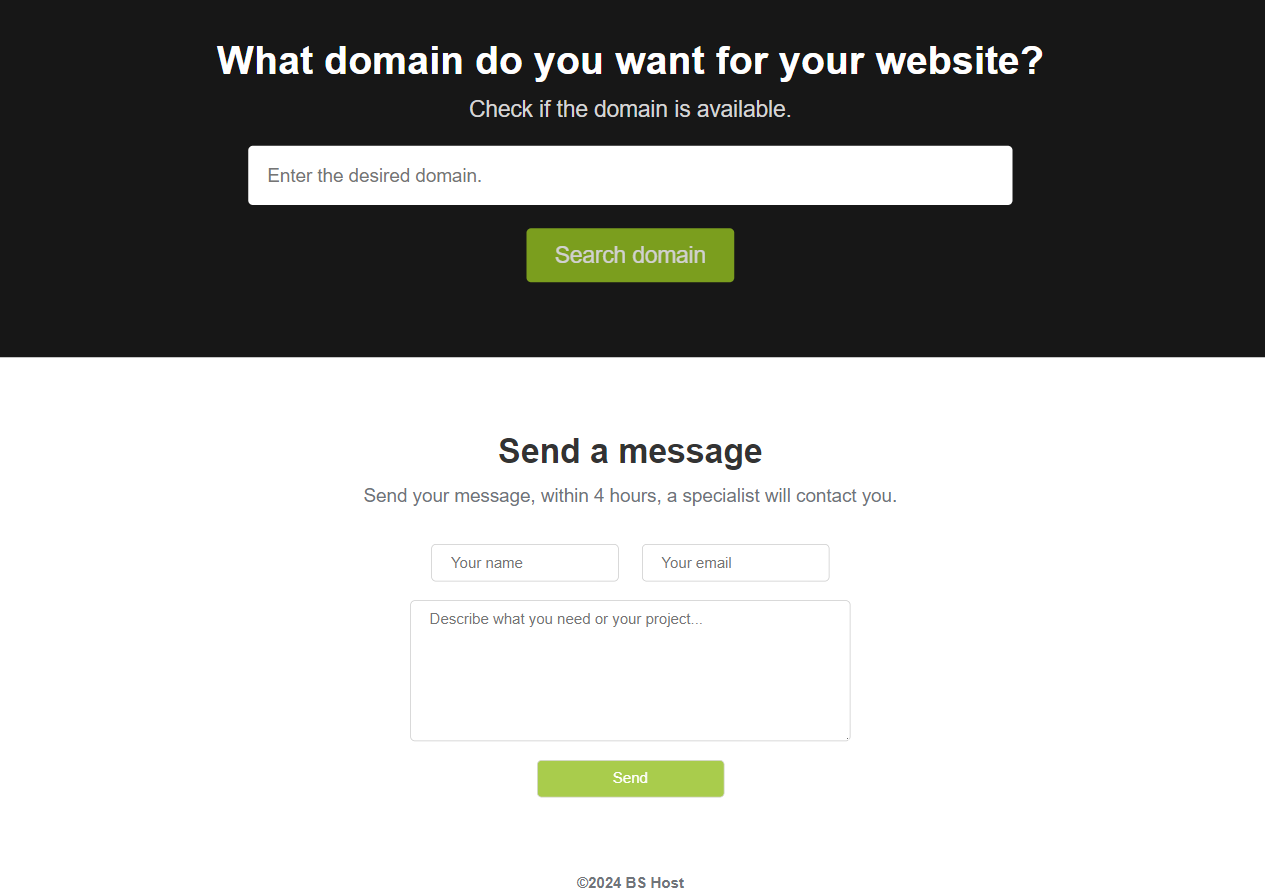 What domain do you want for your website?
Check if the domain is available.
Enter the desired domain.
Search domain
Send a message
Send your message, within 4 hours, a specialist will contact you.
Your name
Your email
Describe what you need or your project...
Send
©2024 BS Host